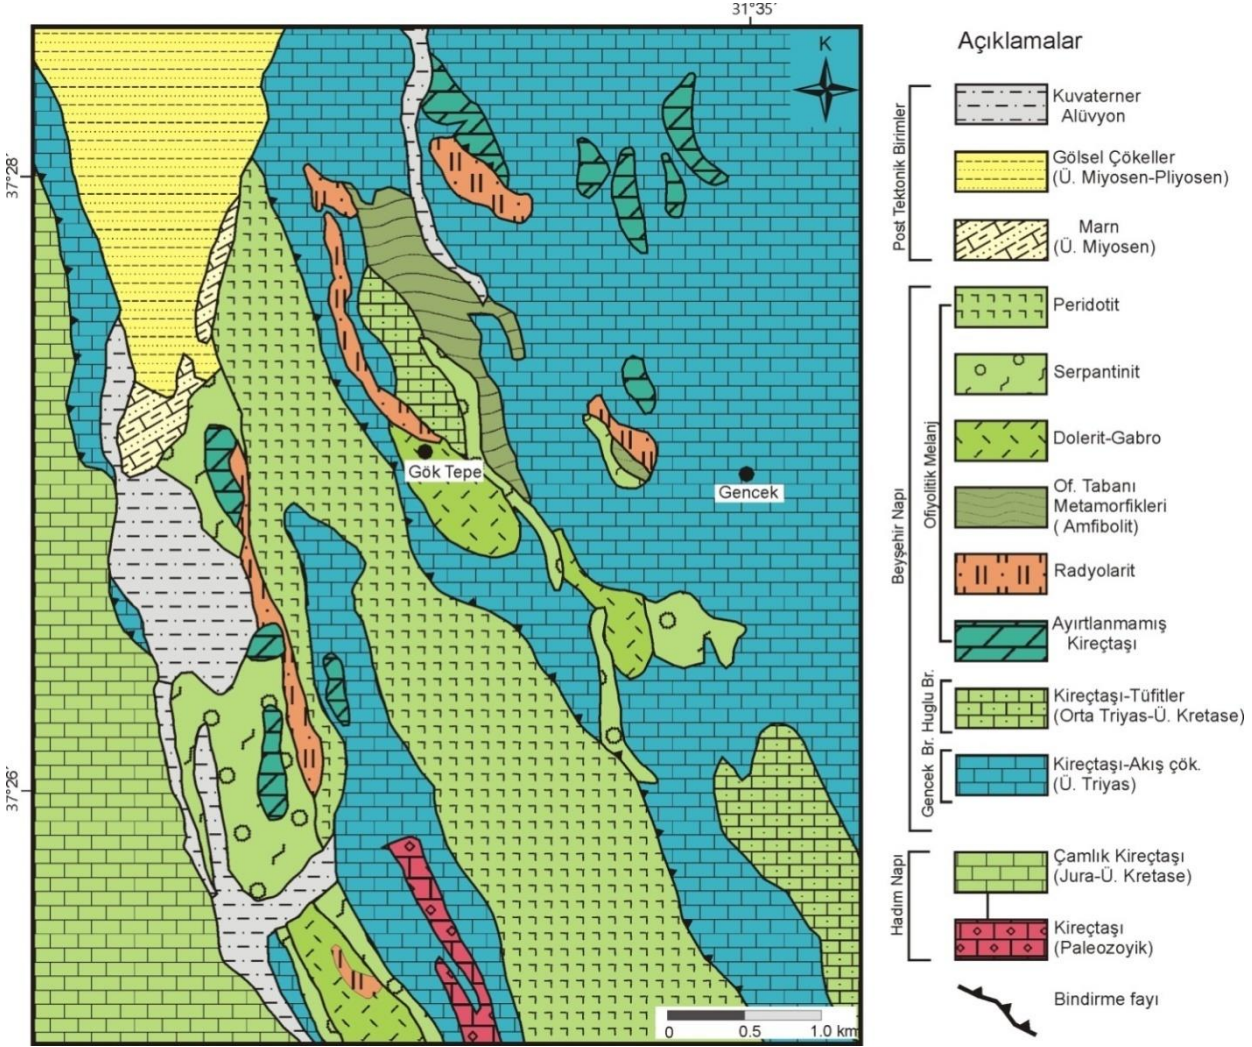 31°35´
K
37°28´
37°26´
Gök Tepe
Gencek
0 0.5 1.0 km
Açıklamalar
Post Tektonik Birimler
Kuvaterner
Alüvyon
Gölsel Çökeller
(Ü. Miyosen-Pliyosen)
Marn
(Ü. Miyosen)
Beyşehir Napı
Ofiyolitik Melanj
Peridotit
Serpantinit
Dolerit-Gabro
Of. Tabanı
Metamorfikleri
( Amfibolit)
Radyolarit
Ayırtlanmamış
Kireçtaşı
Huglu Br.
Kireçtaşı-Tüfitler
(Orta Triyas-Ü. Kretase)
Gencek Br.
Kireçtaşı-Akış çök.
(Ü. Triyas)
Hadım Napı
Çamlık Kireçtaşı
(Jura-Ü. Kretase)
Kireçtaşı
(Paleozoyik)
Bindirme fayı